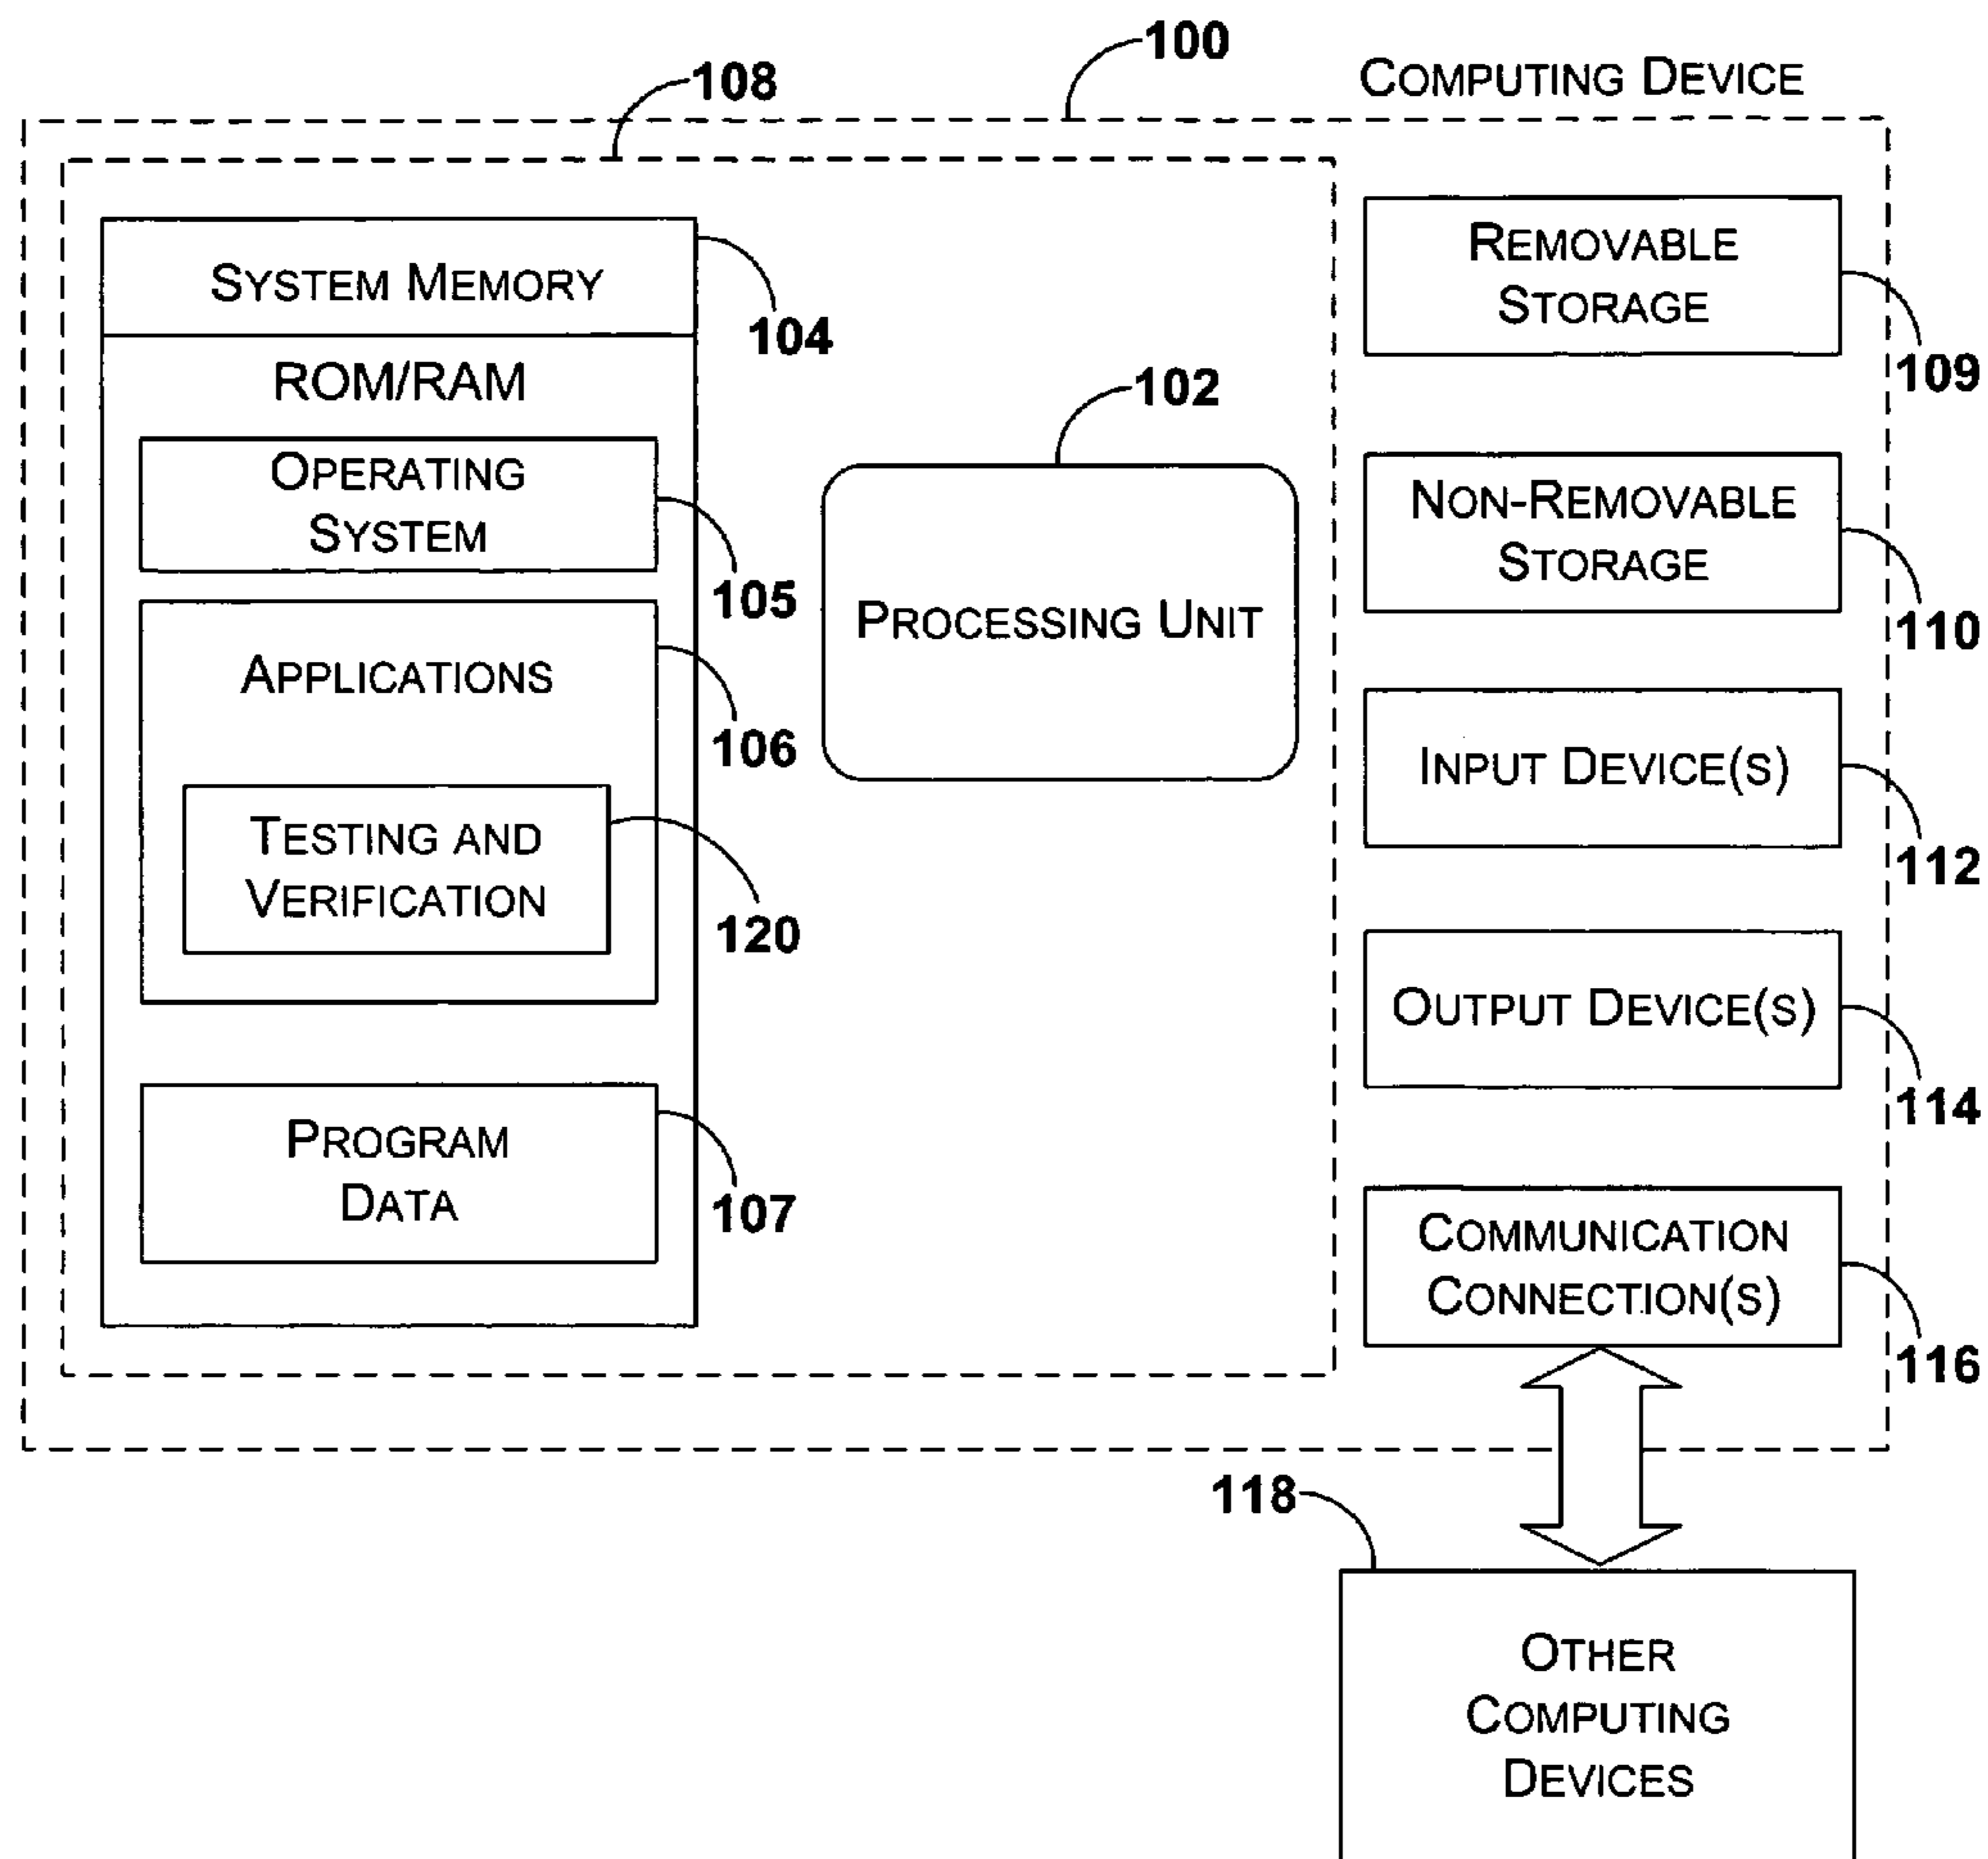 100
COMPUTING DEVICE
108
SYSTEM MEMORY
104
ROM/RAM
OPERATING
SYSTEM
105
APPLICATIONS
106
TESTING AND
VERIFICATION
120
PROGRAM
DATA
107
102
PROCESSING UNIT
REMOVABLE
STORAGE
109
NON-REMOVABLE
STORAGE
110
INPUT DEVICE(S)
112
OUTPUT DEVICE(S)
114
COMMUNICATION
CONNECTION(S)
116
118
OTHER
COMPUTING
DEVICES